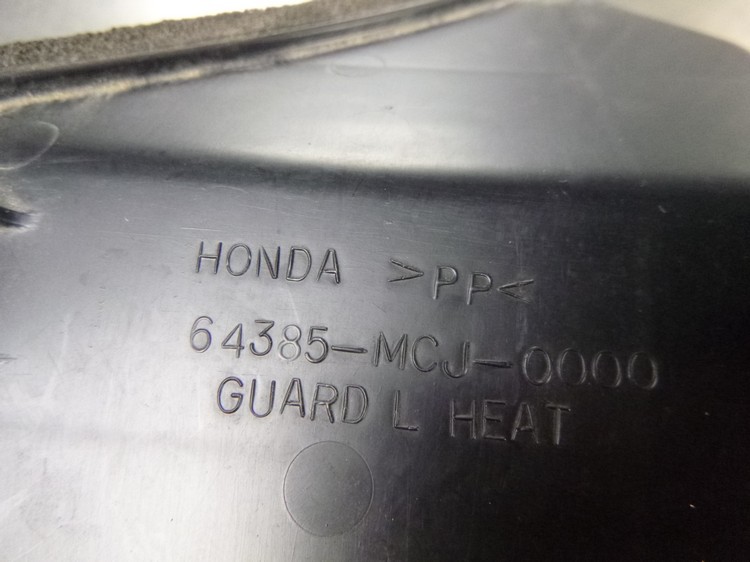 HONDA >PP<
64385-MCJ-0000
GUARD L HEAT